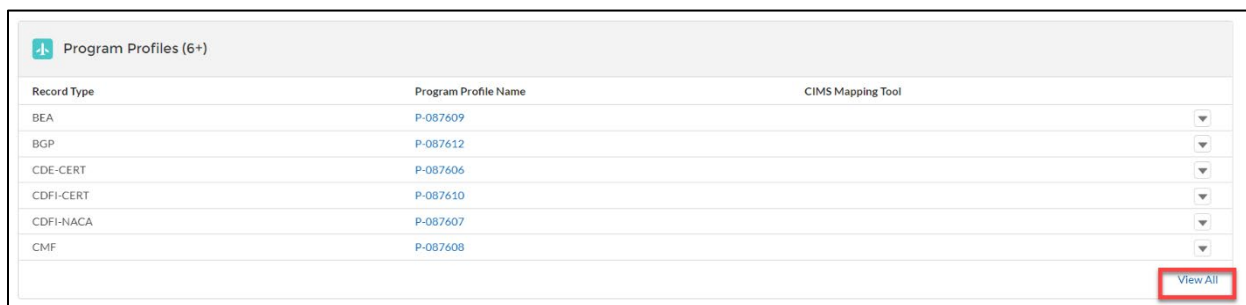 Program Profiles (6+)
Record Type Program Profile Name CIMS Mapping Tool
BEA P-087609
BGP P-087612
CDE-CERT P-087606
CDFI-CERT P-087610
CDFI-NACA P-087607
CMF P-087608
View All